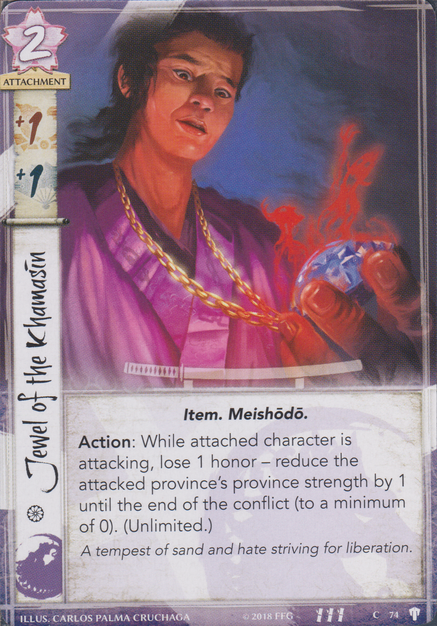 2
ATTACHMENT
+1
+1
Jewel of the Khamasin
Item. Meishōdō.
Action: While attached character is
attacking, lose 1 honor – reduce the
attacked province's province strength by 1
until the end of the conflict (to a minimum
of 0). (Unlimited.)
A tempest of sand and hate striving for liberation.
ILLUS. CARLOS PALMA CRUCHAGA
© 2018 FFG
C 74